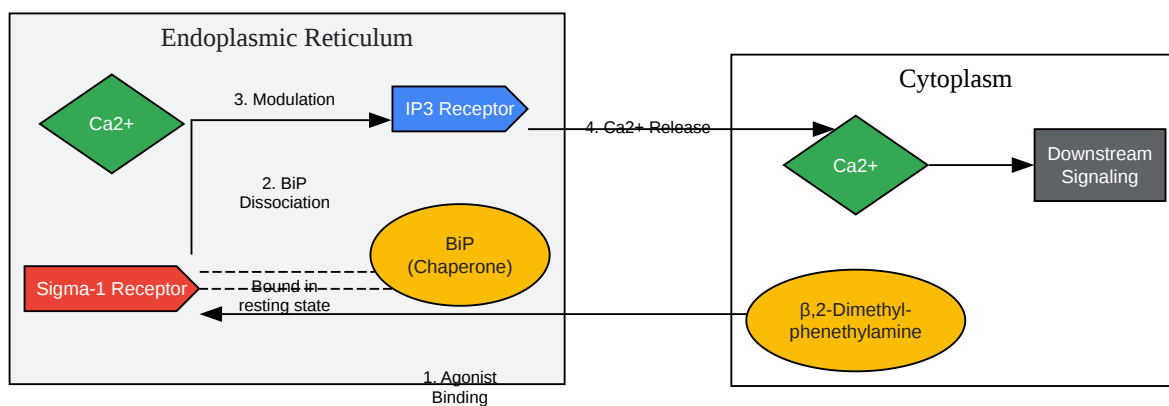 Endoplasmic Reticulum
Cytoplasm
Ca2+
3. Modulation
IP3 Receptor
4. Ca2+ Release
Ca2+
Downstream
Signaling
2. BiP
Dissociation
BiP
(Chaperone)
Sigma-1 Receptor
Bound in
resting state
β,2-Dimethyl-
phenethylamine
1. Agonist
Binding